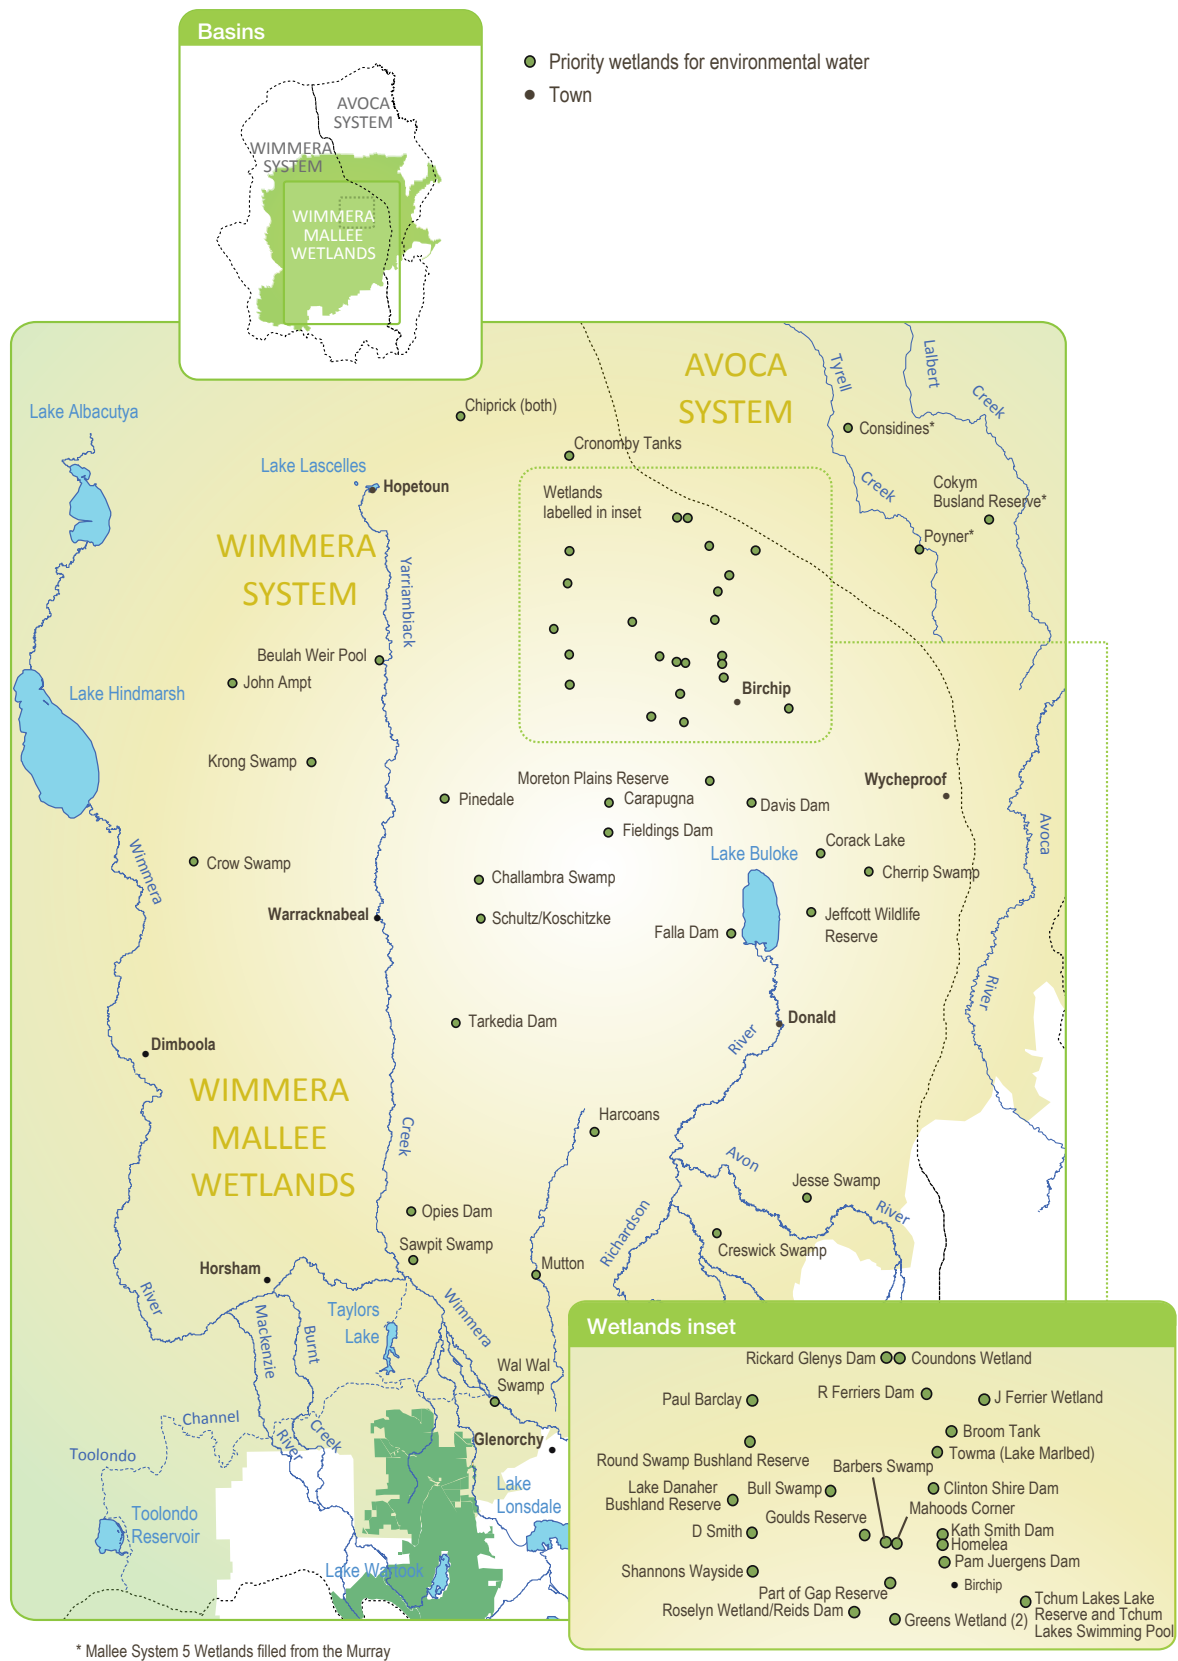 Basins
AVOCA
SYSTEM
WIMMERA
SYSTEM
WIMMERA
MALLEE
WETLANDS
Priority wetlands for environmental water
Town
AVOCA
SYSTEM
Tyrell
Creek
Lalbert
Creek
Lake Albacutya
Chiprick (both)
Considines*
Cronomby Tanks
Lake Lascelles
Hopetoun
Wetlands
labelled in inset
Cokym
Busland Reserve*
Poyner*
WIMMERA
SYSTEM
Yarriambiack
Beulah Weir Pool
John Ampt
Lake Hindmarsh
Birchip
Krong Swamp
Moreton Plains Reserve
Wycheproof
Pinedale
Carapugna
Davis Dam
Fieldings Dam
Corack Lake
Avoca
Lake Buloke
Wimmera
Crow Swamp
Cherrip Swamp
Challambra Swamp
Warracknabeal
Schultz/Koschitzke
Jeffcott Wildlife
Reserve
Falla Dam
River
Tarkedia Dam
Donald
River
Dimboola
WIMMERA
MALLEE
WETLANDS
Harcoans
Creek
Avon
Jesse Swamp
River
Opies Dam
Richardson
Creswick Swamp
Sawpit Swamp
Horsham
Mutton
River
Mackenzie
Burnt
Taylors
Lake
Wimmera
Wal Wal
Swamp
Channel
Creek
River
Glenorchy
Toolondo
Lake
Lonsdale
Toolondo
Reservoir
Lake Wartook
Wetlands inset
Rickard Glenys Dam
Coundons Wetland
R Ferriers Dam
J Ferrier Wetland
Paul Barclay
Broom Tank
Round Swamp Bushland Reserve
Towma (Lake Marlbed)
Barbers Swamp
Lake Danaher
Bushland Reserve
Bull Swamp
Clinton Shire Dam
Mahoods Corner
Goulds Reserve
D Smith
Kath Smith Dam
Homelea
Pam Juergens Dam
Shannons Wayside
Part of Gap Reserve
Birchip
Roselyn Wetland/Reids Dam
Greens Wetland (2)
Tchum Lakes Lake
Reserve and Tchum
Lakes Swimming Pool
* Mallee System 5 Wetlands filled from the Murray